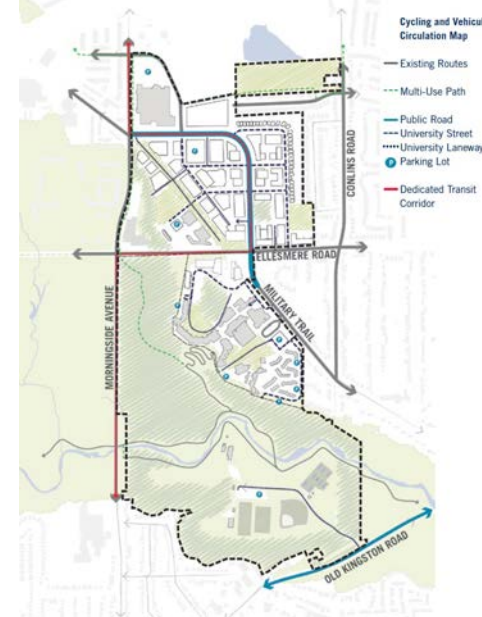 Cycling and Vehicul
Circulation Map
Existing Routes
Multi-Use Path
Public Road
University Street
University Laneway
P Parking Lot
Dedicated Transit
Corridor
CONLINS ROAD
ELLESMERE ROAD
MILITARY TRAIL
MORNINGSIDE AVENUE
OLD KINGSTON ROAD
P
P
P
P
P
P
P
P
P